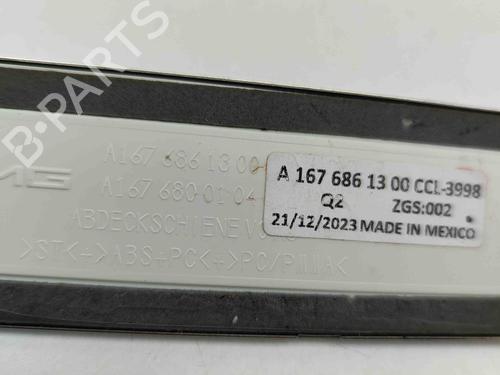 A167 686 13 00
AMG
A167 680 01 04
ABDECKSCHIENE
>ST<+>ABS+PC<+>PC/PMMA<
A 167 686 13 00 CCL-3998
Q2 ZGS:002
21/12/2023 MADE IN MEXICO
B-PARTS